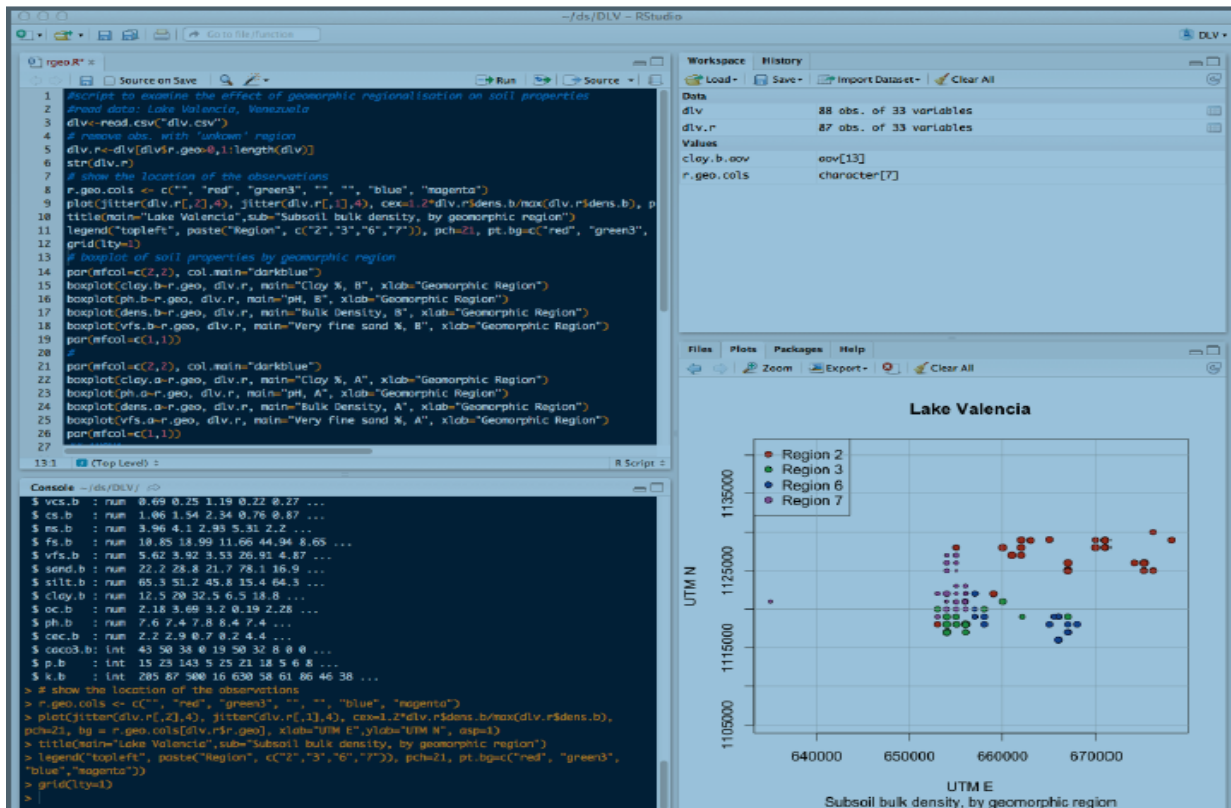 ~/ds/DLV – RStudio
Go to file/function
DLV
rgeo.R*
Source on Save
Run
Source
1 #script to examine the effect of geomorphic regionalisation on soil properties
2 #read data: Lake Valencia, Venezuela
3 dlv<-read.csv("dlv.csv")
4 # remove obs. with 'unkown' region
5 dlv.r<-dlv[dlv$r.geo>0,1:length(dlv)]
6 str(dlv.r)
7 # show the location of the observations
8 r.geo.cols <- c("", "red", "green3", "", "", "blue", "magenta")
9 plot(jitter(dlv.r[,2],4), jitter(dlv.r[,1],4), cex=1.2*dlv.r$dens.b/max(dlv.r$dens.b), p
10 title(main="Lake Valencia",sub="Subsoil bulk density, by geomorphic region")
11 legend("topleft", paste("Region", c("2","3","6","7")), pch=21, pt.bg=c("red", "green3",
12 grid(lty=1)
13 # boxplot of soil properties by geomorphic region
14 par(mfcol=c(2,2), col.main="darkblue")
15 boxplot(clay.b~r.geo, dlv.r, main="Clay %, B", xlab="Geomorphic Region")
16 boxplot(ph.b~r.geo, dlv.r, main="pH, B", xlab="Geomorphic Region")
17 boxplot(dens.b~r.geo, dlv.r, main="Bulk Density, B", xlab="Geomorphic Region")
18 boxplot(vfs.b~r.geo, dlv.r, main="Very fine sand %, B", xlab="Geomorphic Region")
19 par(mfcol=c(1,1))
20 #
21 par(mfcol=c(2,2), col.main="darkblue")
22 boxplot(clay.a~r.geo, dlv.r, main="Clay %, A", xlab="Geomorphic Region")
23 boxplot(ph.a~r.geo, dlv.r, main="pH, A", xlab="Geomorphic Region")
24 boxplot(dens.a~r.geo, dlv.r, main="Bulk Density, A", xlab="Geomorphic Region")
25 boxplot(vfs.a~r.geo, dlv.r, main="Very fine sand %, A", xlab="Geomorphic Region")
26 par(mfcol=c(1,1))
27
13:1 (Top Level) R Script
Console ~/ds/DLV/
$ vcs.b : num 0.69 0.25 1.19 0.22 0.27 ...
$ cs.b : num 1.06 1.54 2.34 0.76 0.87 ...
$ ms.b : num 3.96 4.1 2.93 5.31 2.2 ...
$ fs.b : num 10.85 18.99 11.66 44.94 8.65 ...
$ vfs.b : num 5.62 3.92 3.53 26.91 4.87 ...
$ sand.b : num 22.2 28.8 21.7 78.1 16.9 ...
$ silt.b : num 65.3 51.2 45.8 15.4 64.3 ...
$ clay.b : num 12.5 20 32.5 6.5 18.8 ...
$ oc.b : num 2.18 3.69 3.2 0.19 2.28 ...
$ ph.b : num 7.6 7.4 7.8 8.4 7.4 ...
$ cec.b : num 2.2 2.9 0.7 0.2 4.4 ...
$ caco3.b: int 43 50 38 0 19 50 32 8 0 0 ...
$ p.b : int 15 23 143 5 25 21 18 5 6 8 ...
$ k.b : int 205 87 500 16 630 58 61 86 46 38 ...
> # show the location of the observations
> r.geo.cols <- c("", "red", "green3", "", "", "blue", "magenta")
> plot(jitter(dlv.r[,2],4), jitter(dlv.r[,1],4), cex=1.2*dlv.r$dens.b/max(dlv.r$dens.b),
pch=21, bg = r.geo.cols[dlv.r$r.geo], xlab="UTM E",ylab="UTM N", asp=1)
> title(main="Lake Valencia",sub="Subsoil bulk density, by geomorphic region")
> legend("topleft", paste("Region", c("2","3","6","7")), pch=21, pt.bg=c("red", "green3",
"blue","magenta"))
> grid(lty=1)
>
Workspace History
Load Save Import Dataset Clear All
Data
dlv 88 obs. of 33 variables
dlv.r 87 obs. of 33 variables
Values
clay.b.aov aov[13]
r.geo.cols character[7]
Files Plots Packages Help
Zoom Export Clear All
Lake Valencia
Region 2
Region 3
Region 6
Region 7
UTM N
1135000
1125000
1115000
1105000
640000 650000 660000 670000
UTM E
Subsoil bulk density, by geomorphic region